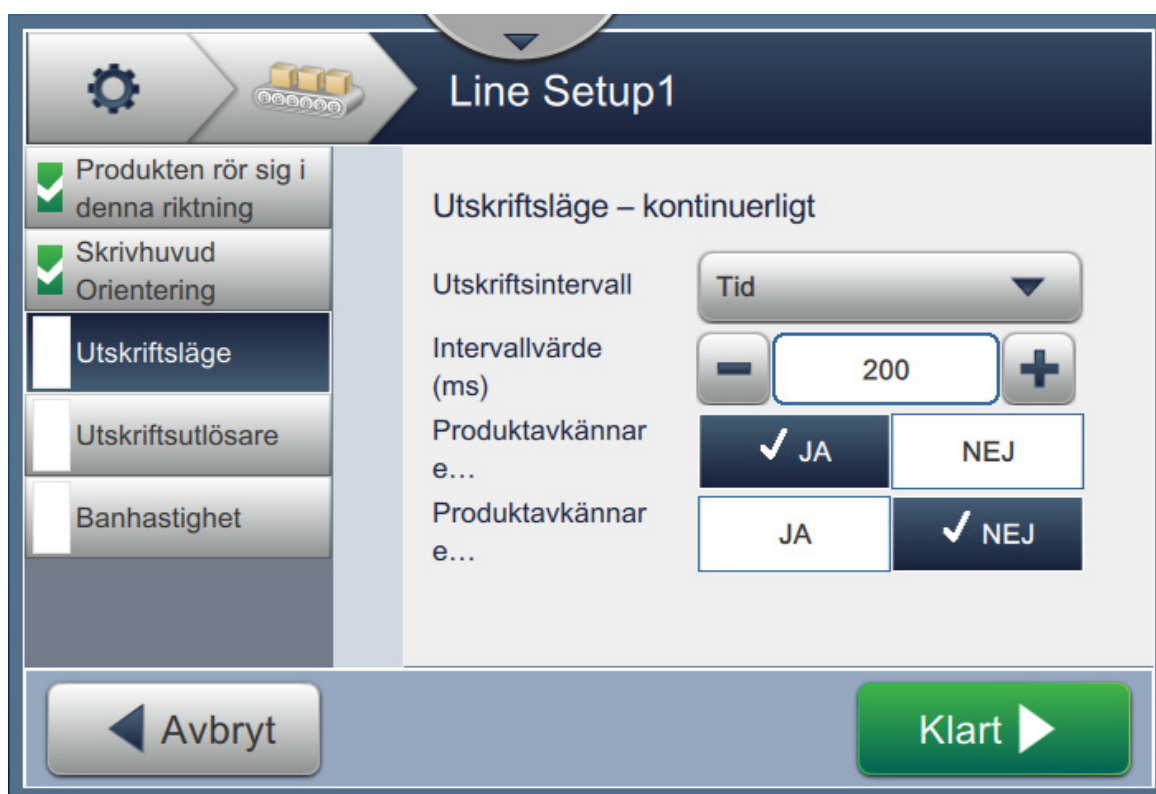 Line Setup1
Produkten rör sig i
denna riktning
Skrivhuvud
Orientering
Utskriftsläge
Utskriftsutlösare
Banhastighet
Utskriftsläge – kontinuerligt
Utskriftsintervall
Tid
Intervallvärde
(ms)
200
Produktavkännar
e…
JA
NEJ
Produktavkännar
e…
JA
NEJ
Avbryt
Klart